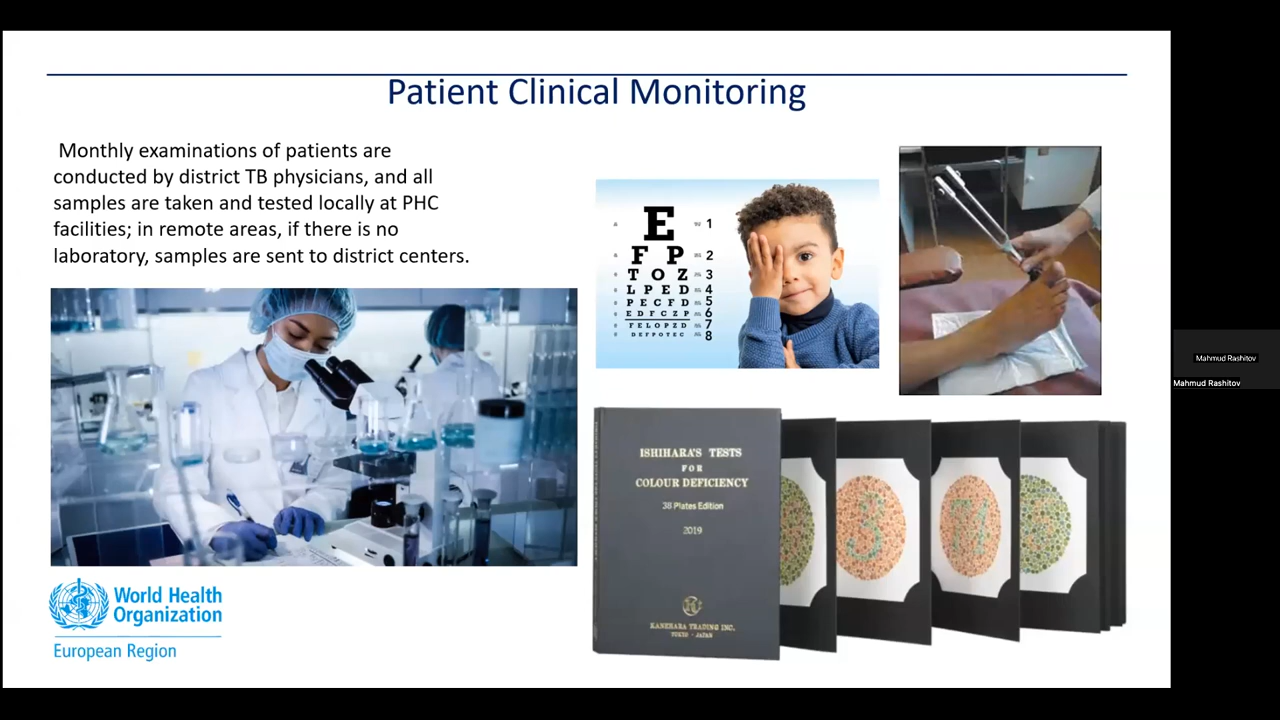 Patient Clinical Monitoring
Monthly examinations of patients are
conducted by district TB physicians, and all
samples are taken and tested locally at PHC
facilities; in remote areas, if there is no
laboratory, samples are sent to district centers.
E 1
F P 2
T O Z 3
L P E D 4
P E C F D 5
E D F C Z P 6
F E L O P Z D 7
D E F P O T E C 8
ISHIHARA'S TESTS
FOR
COLOUR DEFICIENCY
38 Plates Edition
2019
KANEHARA TRADING INC.
TOKYO - JAPAN
3
World Health
Organization
European Region
Mahmud Rashitov
Mahmud Rashitov